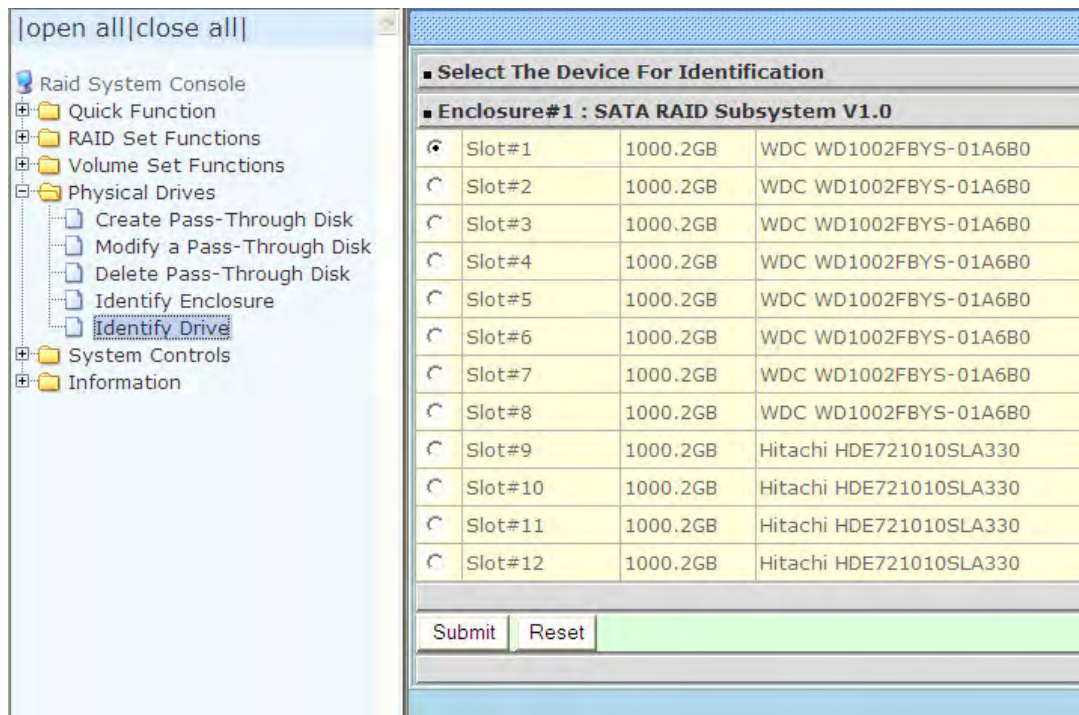 |open all|close all|
Raid System Console
Quick Function
RAID Set Functions
Volume Set Functions
Physical Drives
Create Pass-Through Disk
Modify a Pass-Through Disk
Delete Pass-Through Disk
Identify Enclosure
Identify Drive
System Controls
Information
Select The Device For Identification
Enclosure#1 : SATA RAID Subsystem V1.0
Slot#1 1000.2GB WDC WD1002FBYS-01A6B0
Slot#2 1000.2GB WDC WD1002FBYS-01A6B0
Slot#3 1000.2GB WDC WD1002FBYS-01A6B0
Slot#4 1000.2GB WDC WD1002FBYS-01A6B0
Slot#5 1000.2GB WDC WD1002FBYS-01A6B0
Slot#6 1000.2GB WDC WD1002FBYS-01A6B0
Slot#7 1000.2GB WDC WD1002FBYS-01A6B0
Slot#8 1000.2GB WDC WD1002FBYS-01A6B0
Slot#9 1000.2GB Hitachi HDE721010SLA330
Slot#10 1000.2GB Hitachi HDE721010SLA330
Slot#11 1000.2GB Hitachi HDE721010SLA330
Slot#12 1000.2GB Hitachi HDE721010SLA330
Submit Reset